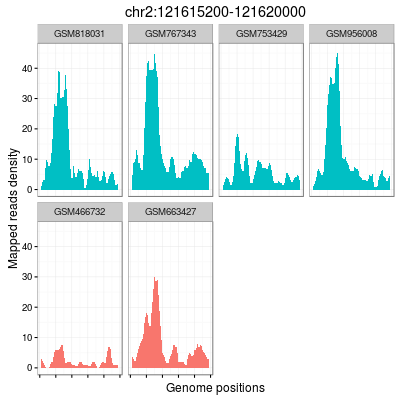 chr2:121615200-121620000
GSM818031 GSM767343 GSM753429 GSM956008
40
30
20
10
0
GSM466732 GSM663427
40
30
20
10
0
Mapped reads density
Genome positions